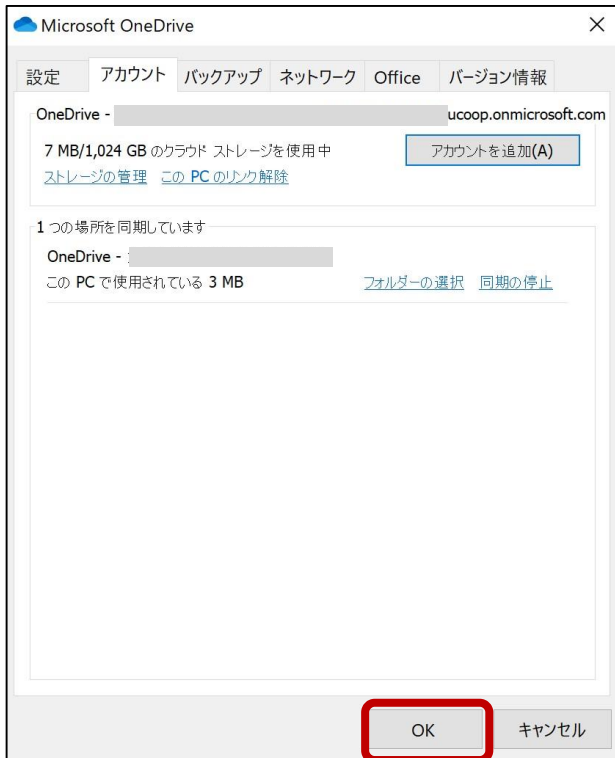 Microsoft OneDrive
設定 アカウント バックアップ ネットワーク Office バージョン情報
OneDrive - ucoop.onmicrosoft.com
7 MB/1,024 GB のクラウド ストレージを使用中 アカウントを追加(A)
ストレージの管理 この PC のリンク解除
1 つの場所を同期しています
OneDrive -
この PC で使用されている 3 MB フォルダーの選択 同期の停止
OK キャンセル